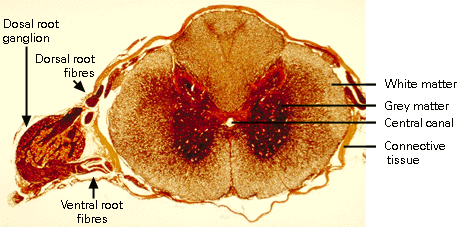 Dosal root
ganglion
Dorsal root
fibres
Ventral root
fibres
White matter
Grey matter
Central canal
Connective
tissue